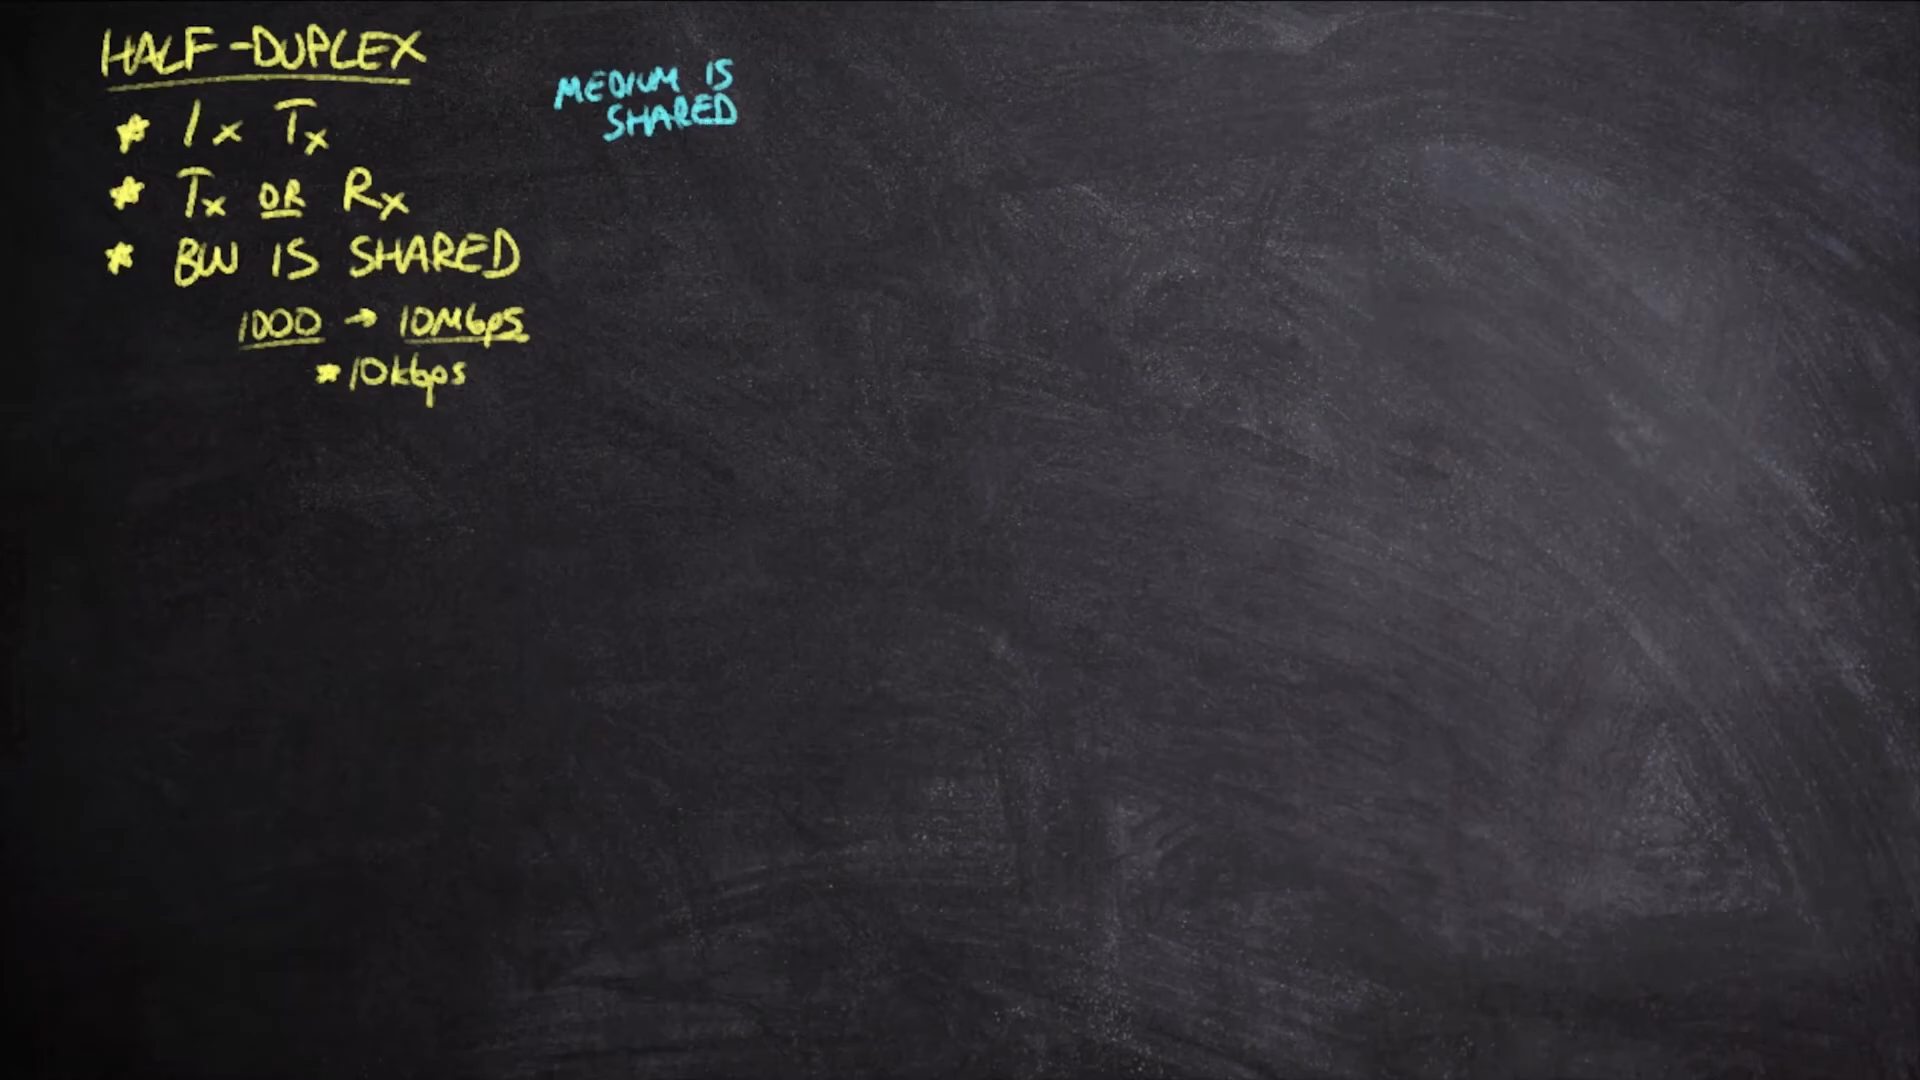 HALF-DUPLEX
* 1x Tx
* Tx OR Rx
* BW IS SHARED
1000 → 10Mbps
* 10kbps
MEDIUM IS
SHARED